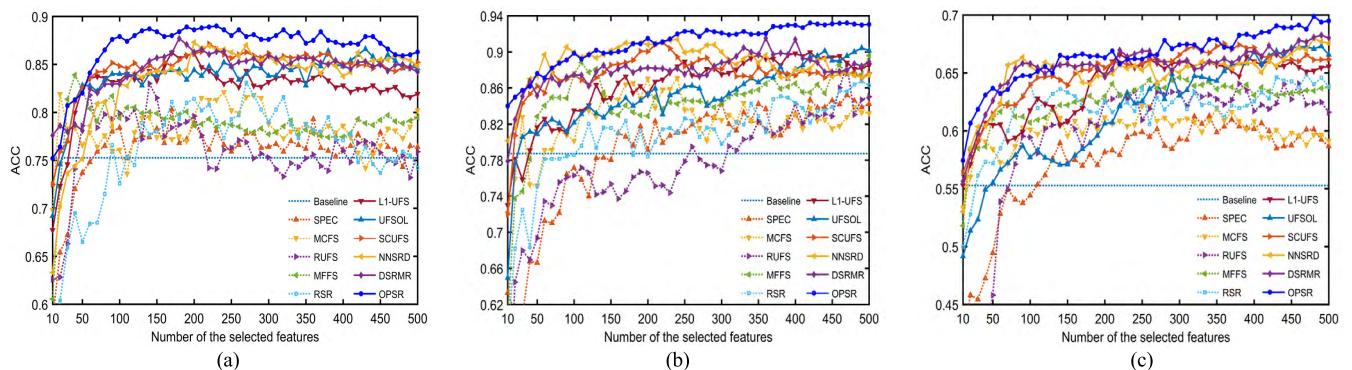 0.9
0.85
0.8
0.75
0.7
0.65
0.6
ACC
10 50 100 150 200 250 300 350 400 450 500
Number of the selected features
Baseline L1-UFS
SPEC UFSOL
MCFS SCUFS
RUFS NNSRD
MFFS DSRMR
RSR OPSR
(a)
0.94
0.9
0.86
0.82
0.78
0.74
0.7
0.66
0.62
ACC
10 50 100 150 200 250 300 350 400 450 500
Number of the selected features
Baseline L1-UFS
SPEC UFSOL
MCFS SCUFS
RUFS NNSRD
MFFS DSRMR
RSR OPSR
(b)
0.7
0.65
0.6
0.55
0.5
0.45
ACC
10 50 100 150 200 250 300 350 400 450 500
Number of the selected features
Baseline L1-UFS
SPEC UFSOL
MCFS SCUFS
RUFS NNSRD
MFFS DSRMR
RSR OPSR
(c)